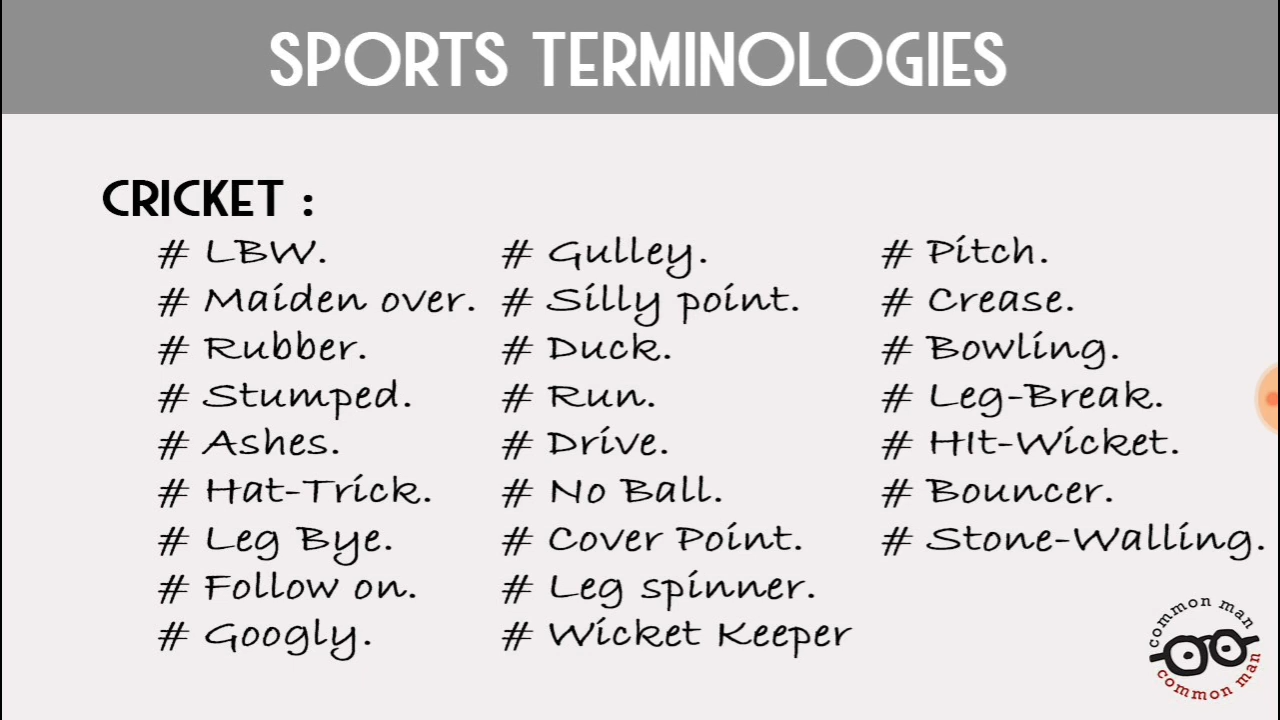 SPORTS TERMINOLOGIES
CRICKET :
# LBW.
# Maiden over.
# Rubber.
# Stumped.
# Ashes.
# Hat-Trick.
# Leg Bye.
# Follow on.
# Googly.
# Gulley.
# Silly point.
# Duck.
# Run.
# Drive.
# No Ball.
# Cover Point.
# Leg spinner.
# Wicket Keeper
# Pitch.
# Crease.
# Bowling.
# Leg-Break.
# HIt-Wicket.
# Bouncer.
# Stone-Walling.
common man
common man